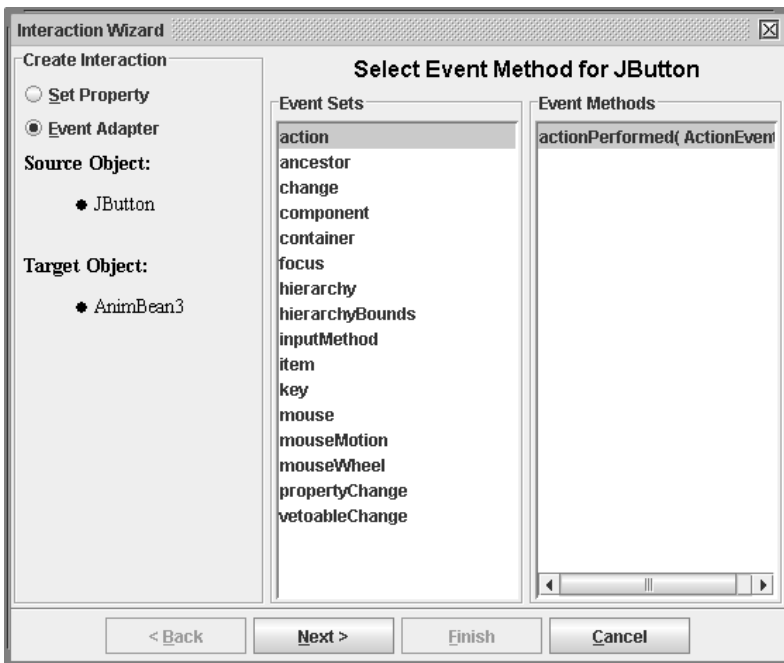 Interaction Wizard
Create Interaction
Set Property
Event Adapter
Source Object:
JButton
Target Object:
AnimBean3
Select Event Method for JButton
Event Sets
action
ancestor
change
component
container
focus
hierarchy
hierarchyBounds
inputMethod
item
key
mouse
mouseMotion
mouseWheel
propertyChange
vetoableChange
Event Methods
actionPerformed( ActionEvent
< Back
Next >
Finish
Cancel